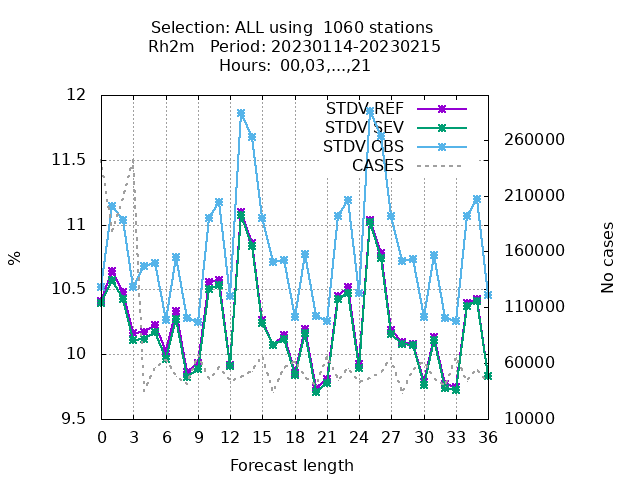 Selection: ALL using  1060 stations
Rh2m   Period: 20230114-20230215
Hours:  00,03,...,21
STDV REF
STDV SEV
STDV OBS
CASES
12
11.5
11
10.5
10
9.5
260000
210000
160000
110000
60000
10000
%
No cases
0 3 6 9 12 15 18 21 24 27 30 33 36
Forecast length